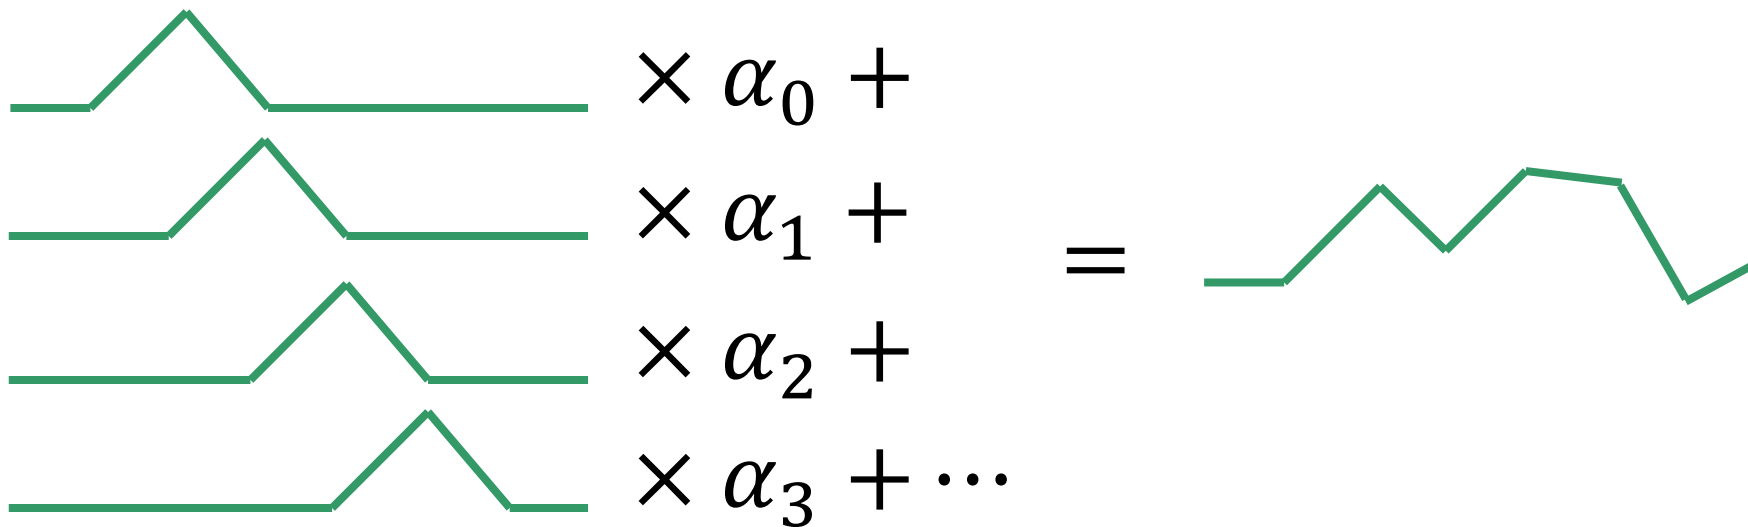 × α₀ +
× α₁ +
× α₂ +
× α₃ + ⋯
=